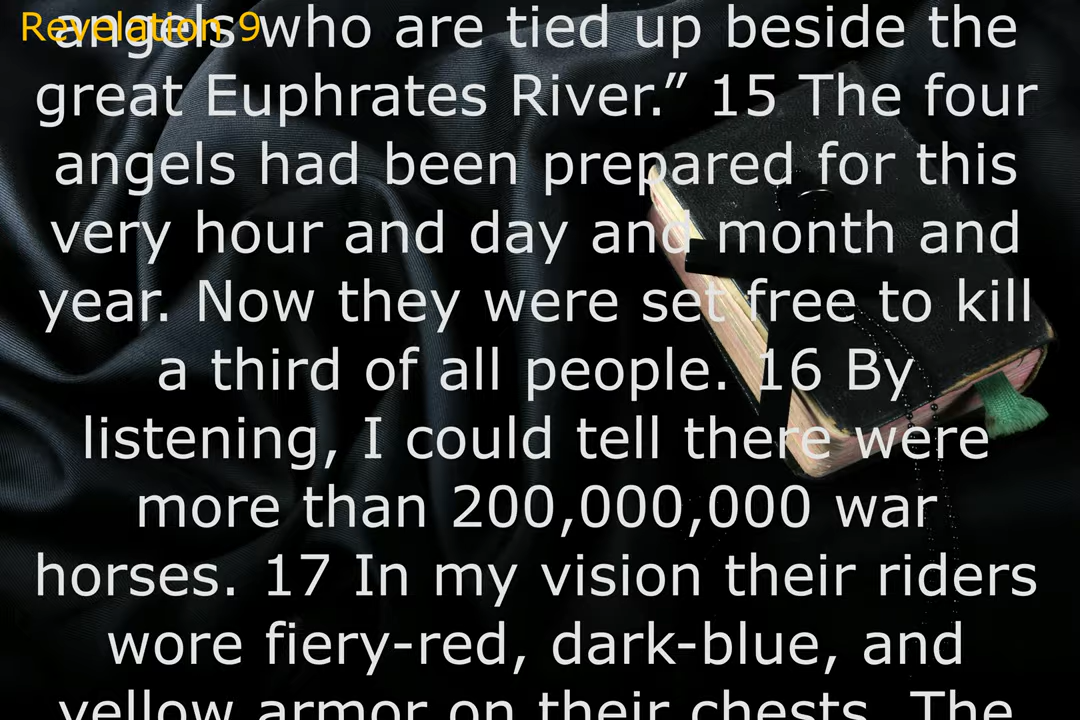 Revelation 9
angels who are tied up beside the
great Euphrates River.” 15 The four
angels had been prepared for this
very hour and day and month and
year. Now they were set free to kill
a third of all people. 16 By
listening, I could tell there were
more than 200,000,000 war
horses. 17 In my vision their riders
wore fiery-red, dark-blue, and
yellow armor on their chests. The